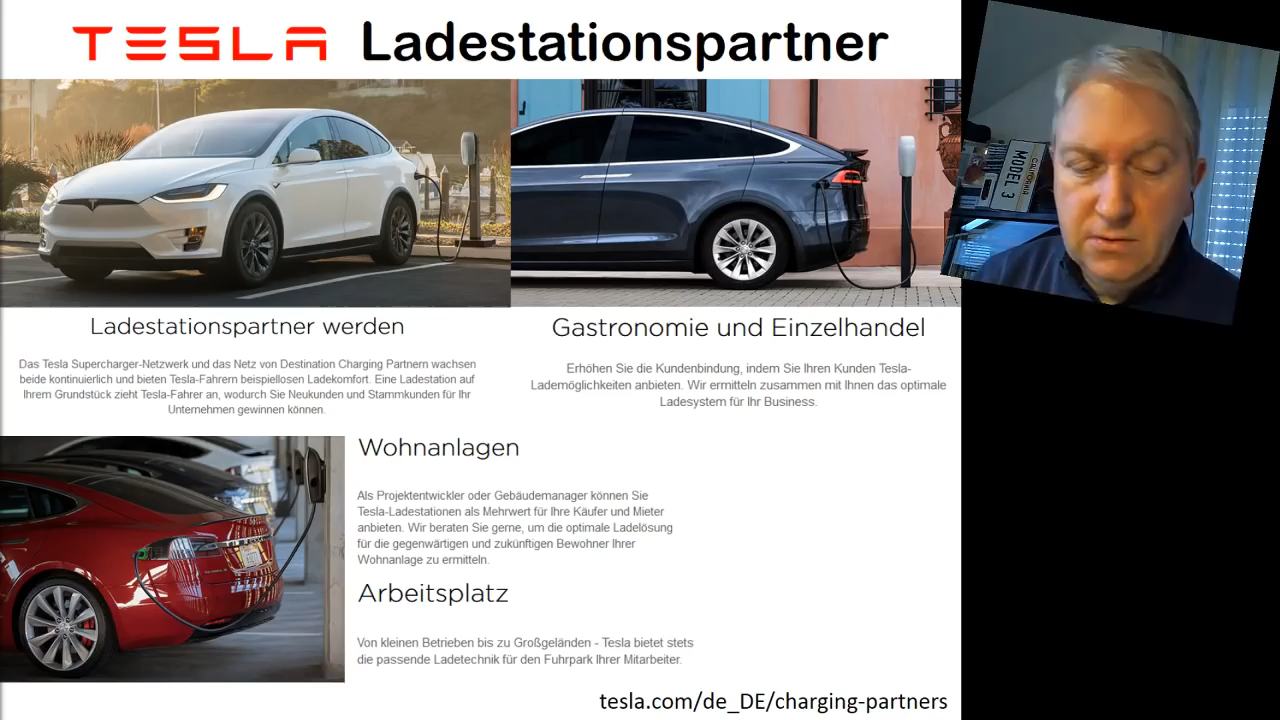 TESLA Ladestationspartner
CALIFORNIA
MODEL 3
Ladestationspartner werden
Das Tesla Supercharger-Netzwerk und das Netz von Destination Charging Partnern wachsen
beide kontinuierlich und bieten Tesla-Fahrern beispiellosen Ladekomfort. Eine Ladestation auf
Ihrem Grundstück zieht Tesla-Fahrer an, wodurch Sie Neukunden und Stammkunden für Ihr
Unternehmen gewinnen können.
Gastronomie und Einzelhandel
Erhöhen Sie die Kundenbindung, indem Sie Ihren Kunden Tesla-
Lademöglichkeiten anbieten. Wir ermitteln zusammen mit Ihnen das optimale
Ladesystem für Ihr Business.
Wohnanlagen
Als Projektentwickler oder Gebäudemanager können Sie
Tesla-Ladestationen als Mehrwert für Ihre Käufer und Mieter
anbieten. Wir beraten Sie gerne, um die optimale Ladelösung
für die gegenwärtigen und zukünftigen Bewohner Ihrer
Wohnanlage zu ermitteln.
Arbeitsplatz
Von kleinen Betrieben bis zu Großgeländen - Tesla bietet stets
die passende Ladetechnik für den Fuhrpark Ihrer Mitarbeiter.
tesla.com/de_DE/charging-partners